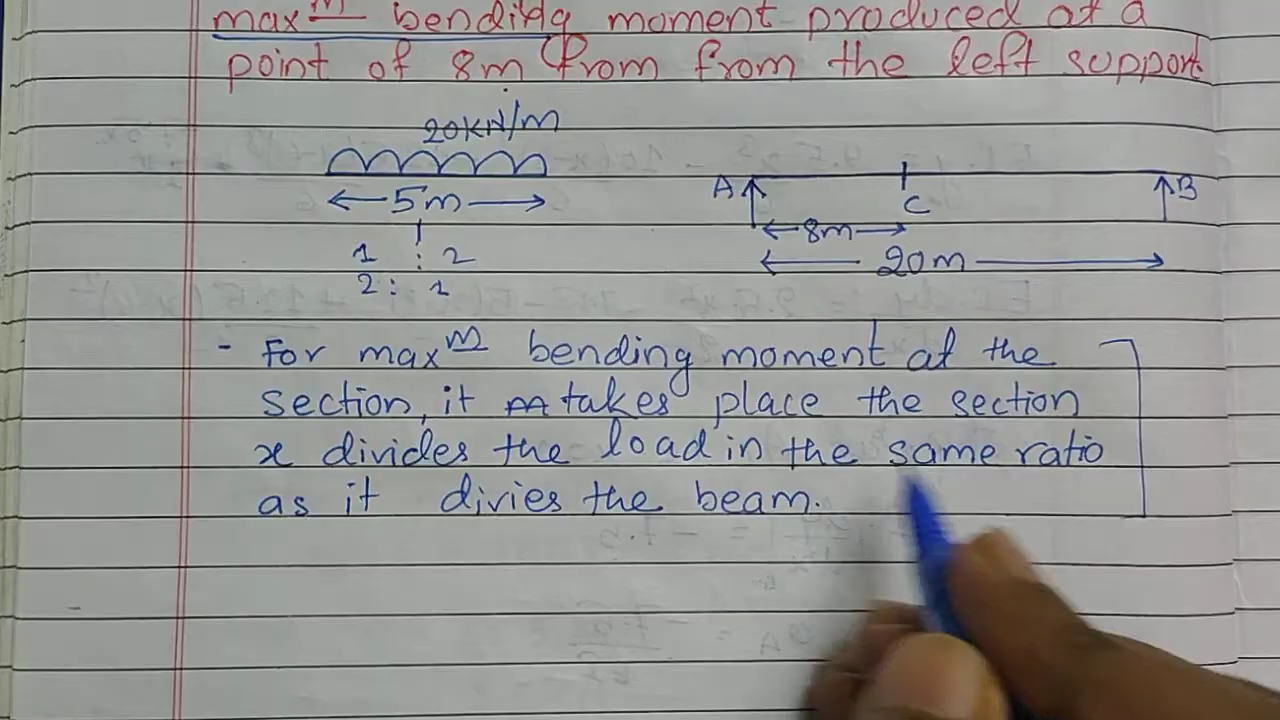 max^m bending moment produced at a
point of 8m from from the left support.
20KN/m
5m
1 : 2
2 : 1
A C B
8m
20m
- For max^m bending moment at the
section, it takes place the section
x divides the load in the same ratio
as it divies the beam.